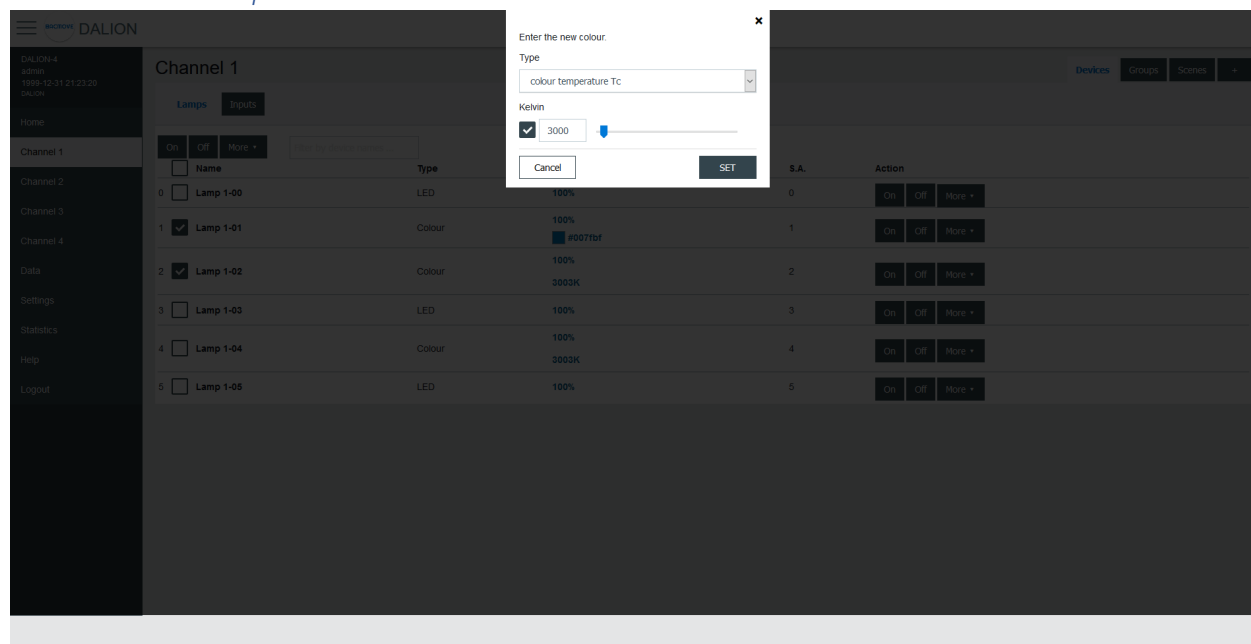 DALION
DALION-4
admin
1999-12-31 21:23:20
DALION
Home
Channel 1
Channel 2
Channel 3
Channel 4
Data
Settings
Statistics
Help
Logout
Channel 1
Devices Groups Scenes +
Lamps Inputs
On Off More
Name Type S.A. Action
0 Lamp 1-00 LED 100% 0 On Off More
1 Lamp 1-01 Colour 100% 1 On Off More
#007fbf
2 Lamp 1-02 Colour 100% 2 On Off More
3003K
3 Lamp 1-03 LED 100% 3 On Off More
4 Lamp 1-04 Colour 100% 4 On Off More
3003K
5 Lamp 1-05 LED 100% 5 On Off More
×
Enter the new colour.
Type
colour temperature Tc
Kelvin
3000
Cancel SET